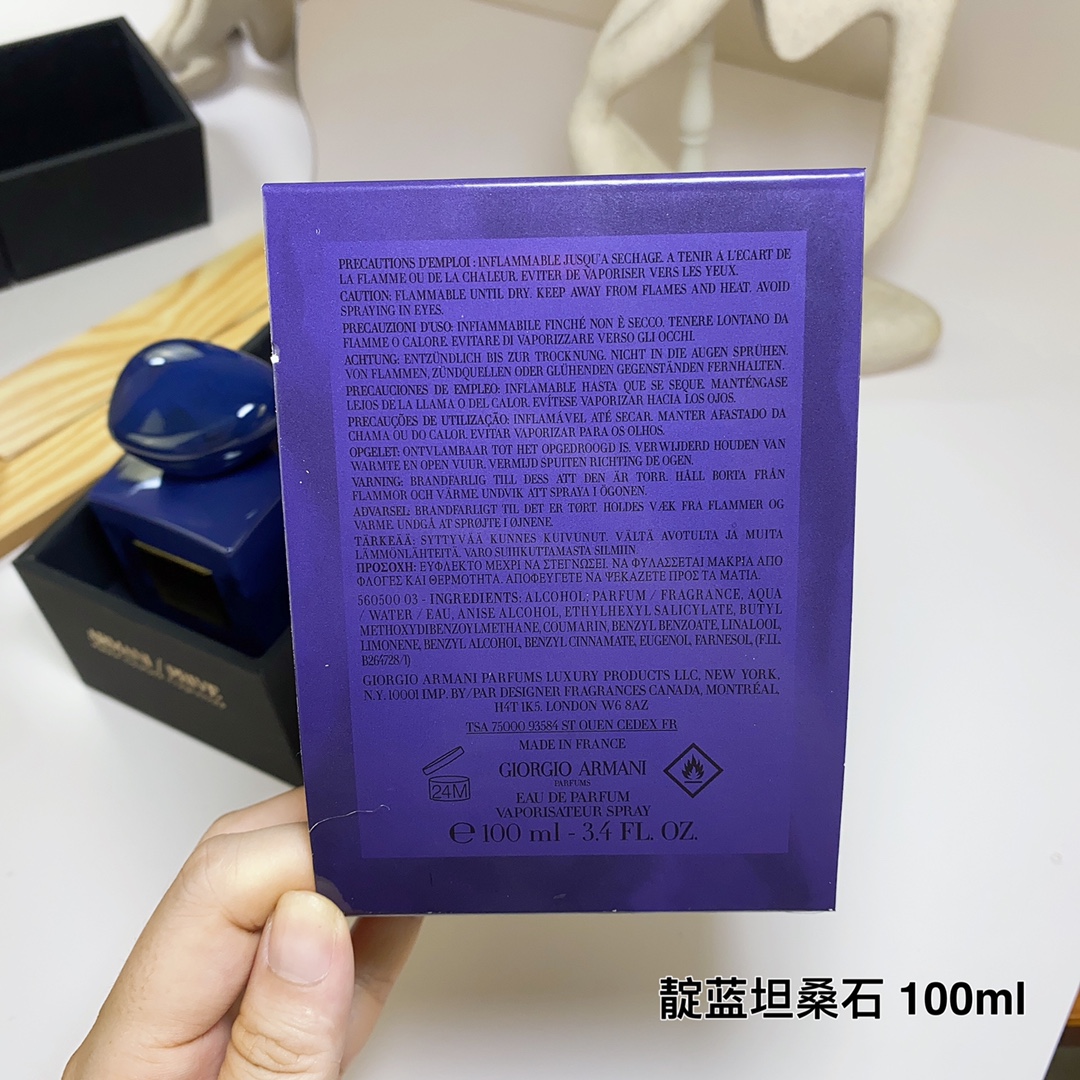 PRECAUTIONS D'EMPLOI : INFLAMMABLE JUSQU'A SECHAGE. A TENIR A L'ECART DE
LA FLAMME OU DE LA CHALEUR. EVITER DE VAPORISER VERS LES YEUX.
CAUTION: FLAMMABLE UNTIL DRY. KEEP AWAY FROM FLAMES AND HEAT. AVOID
SPRAYING IN EYES.
PRECAUZIONI D'USO: INFIAMMABILE FINCHÉ NON È SECCO. TENERE LONTANO DA
FIAMME O CALORE. EVITARE DI VAPORIZZARE VERSO GLI OCCHI.
ACHTUNG: ENTZÜNDLICH BIS ZUR TROCKNUNG. NICHT IN DIE AUGEN SPRÜHEN.
VON FLAMMEN, ZÜNDQUELLEN ODER GLÜHENDEN GEGENSTÄNDEN FERNHALTEN.
PRECAUCIONES DE EMPLEO: INFLAMABLE HASTA QUE SE SEQUE. MANTÉNGASE
LEJOS DE LA LLAMA O DEL CALOR. EVÍTESE VAPORIZAR HACIA LOS OJOS.
PRECAUÇÕES DE UTILIZAÇÃO: INFLAMÁVEL ATÉ SECAR. MANTER AFASTADO DA
CHAMA OU DO CALOR. EVITAR VAPORIZAR PARA OS OLHOS.
OPGELET: ONTVLAMBAAR TOT HET OPGEDROOGD IS. VERWIJDERD HOUDEN VAN
WARMTE EN OPEN VUUR. VERMIJD SPUITEN RICHTING DE OGEN.
VARNING: BRANDFARLIG TILL DESS ATT DEN ÄR TORR. HÅLL BORTA FRÅN
FLAMMOR OCH VÄRME. UNDVIK ATT SPRAYA I ÖGONEN.
ADVARSEL: BRANDFARLIGT TIL DET ER TØRT. HOLDES VÆK FRA FLAMMER OG
VARME. UNDGÅ AT SPRØJTE I ØJNENE.
TÄRKEÄÄ: SYTTYVÄÄ KUNNES KUIVUNUT. VÄLTÄ AVOTULTA JA MUITA
LÄMMÖNLÄHTEITÄ. VARO SUIHKUTTAMASTA SILMIIN.
ΠΡΟΣΟΧΗ: ΕΥΦΛΕΚΤΟ ΜΕΧΡΙ ΝΑ ΣΤΕΓΝΩΣΕΙ. ΝΑ ΦΥΛΑΣΣΕΤΑΙ ΜΑΚΡΙΑ ΑΠΟ
ΦΛΟΓΕΣ ΚΑΙ ΘΕΡΜΟΤΗΤΑ. ΑΠΟΦΕΥΓΕΤΕ ΝΑ ΨΕΚΑΖΕΤΕ ΠΡΟΣ ΤΑ ΜΑΤΙΑ.
560500 03 - INGREDIENTS: ALCOHOL; PARFUM / FRAGRANCE, AQUA
/ WATER / EAU, ANISE ALCOHOL, ETHYLHEXYL SALICYLATE, BUTYL
METHOXYDIBENZOYLMETHANE, COUMARIN, BENZYL BENZOATE, LINALOOL,
LIMONENE, BENZYL ALCOHOL, BENZYL CINNAMATE, EUGENOL, FARNESOL, (F.I.L.
B264728/1)
GIORGIO ARMANI PARFUMS LUXURY PRODUCTS LLC, NEW YORK,
N.Y. 10001 IMP. BY/PAR DESIGNER FRAGRANCES CANADA, MONTRÉAL,
H4T 1K5. LONDON W6 8AZ
TSA 75000 93584 ST OUEN CEDEX FR
MADE IN FRANCE
GIORGIO ARMANI
PARFUMS
24M
EAU DE PARFUM
VAPORISATEUR SPRAY
℮ 100 ml - 3.4 FL. OZ.
ARMANI / PRIVÉ
靛蓝坦桑石 100ml